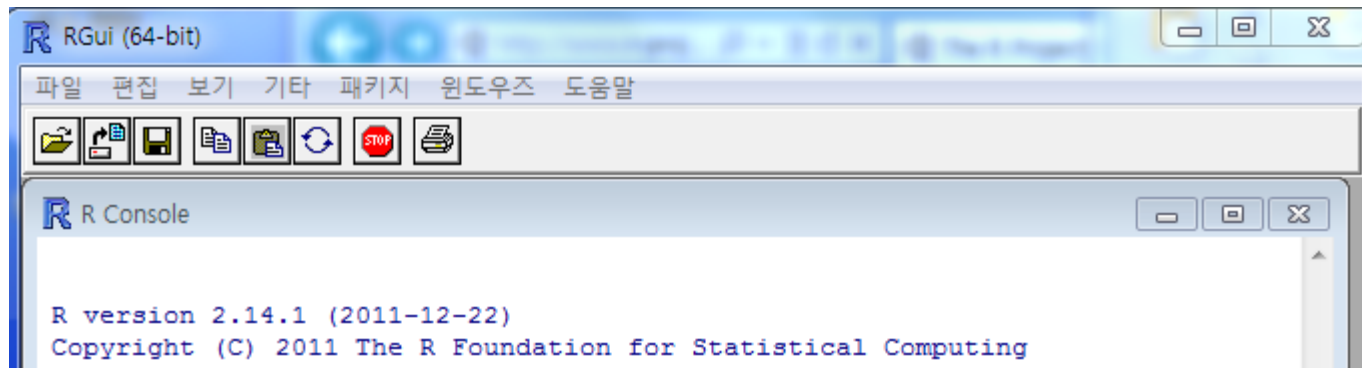 RGui (64-bit)
파일 편집 보기 기타 패키지 윈도우즈 도움말
STOP
R Console
R version 2.14.1 (2011-12-22)
Copyright (C) 2011 The R Foundation for Statistical Computing